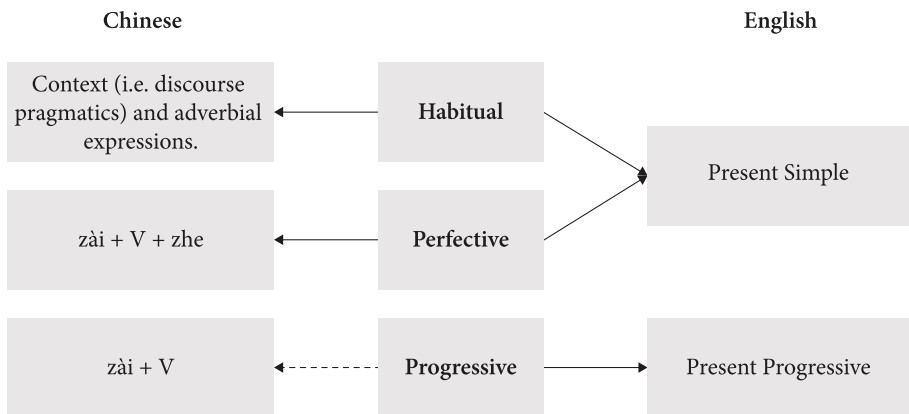 Chinese
English
Context (i.e. discourse
pragmatics) and adverbial
expressions.
Habitual
Present Simple
zài + V + zhe
Perfective
zài + V
Progressive
Present Progressive